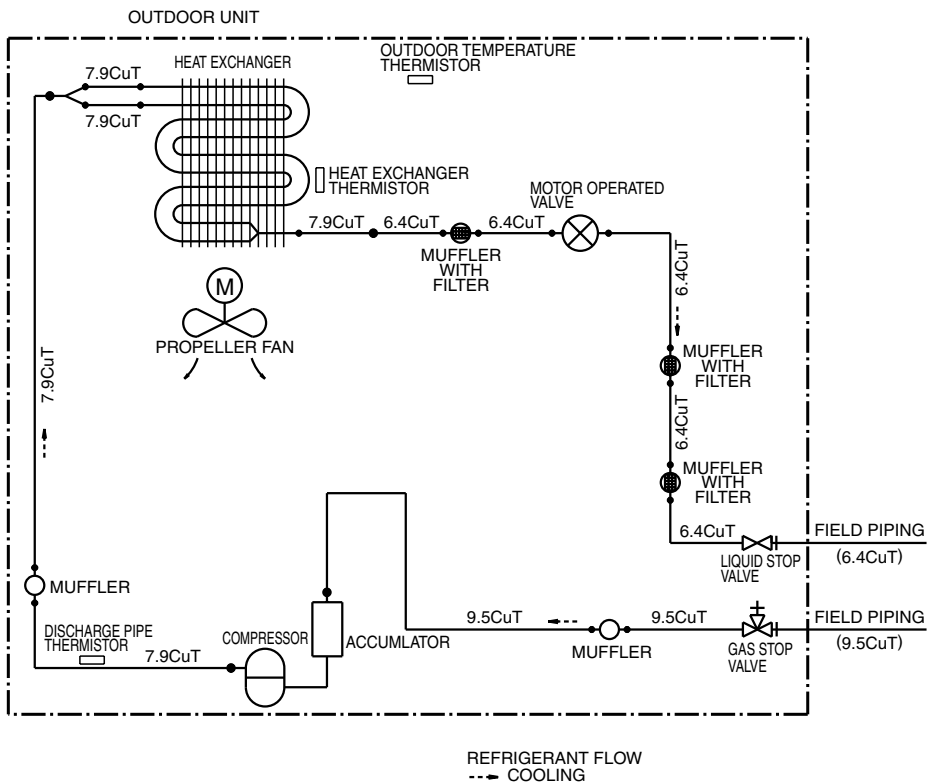 OUTDOOR UNIT
HEAT EXCHANGER
OUTDOOR TEMPERATURE
THERMISTOR
7.9CuT
7.9CuT
HEAT EXCHANGER
THERMISTOR
MOTOR OPERATED
VALVE
7.9CuT
6.4CuT
6.4CuT
MUFFLER
WITH
FILTER
6.4CuT
M
PROPELLER FAN
7.9CuT
MUFFLER
WITH
FILTER
6.4CuT
MUFFLER
WITH
FILTER
6.4CuT
LIQUID STOP
VALVE
FIELD PIPING
(6.4CuT)
MUFFLER
DISCHARGE PIPE
THERMISTOR
7.9CuT
COMPRESSOR
ACCUMLATOR
9.5CuT
MUFFLER
9.5CuT
GAS STOP
VALVE
FIELD PIPING
(9.5CuT)
REFRIGERANT FLOW
COOLING